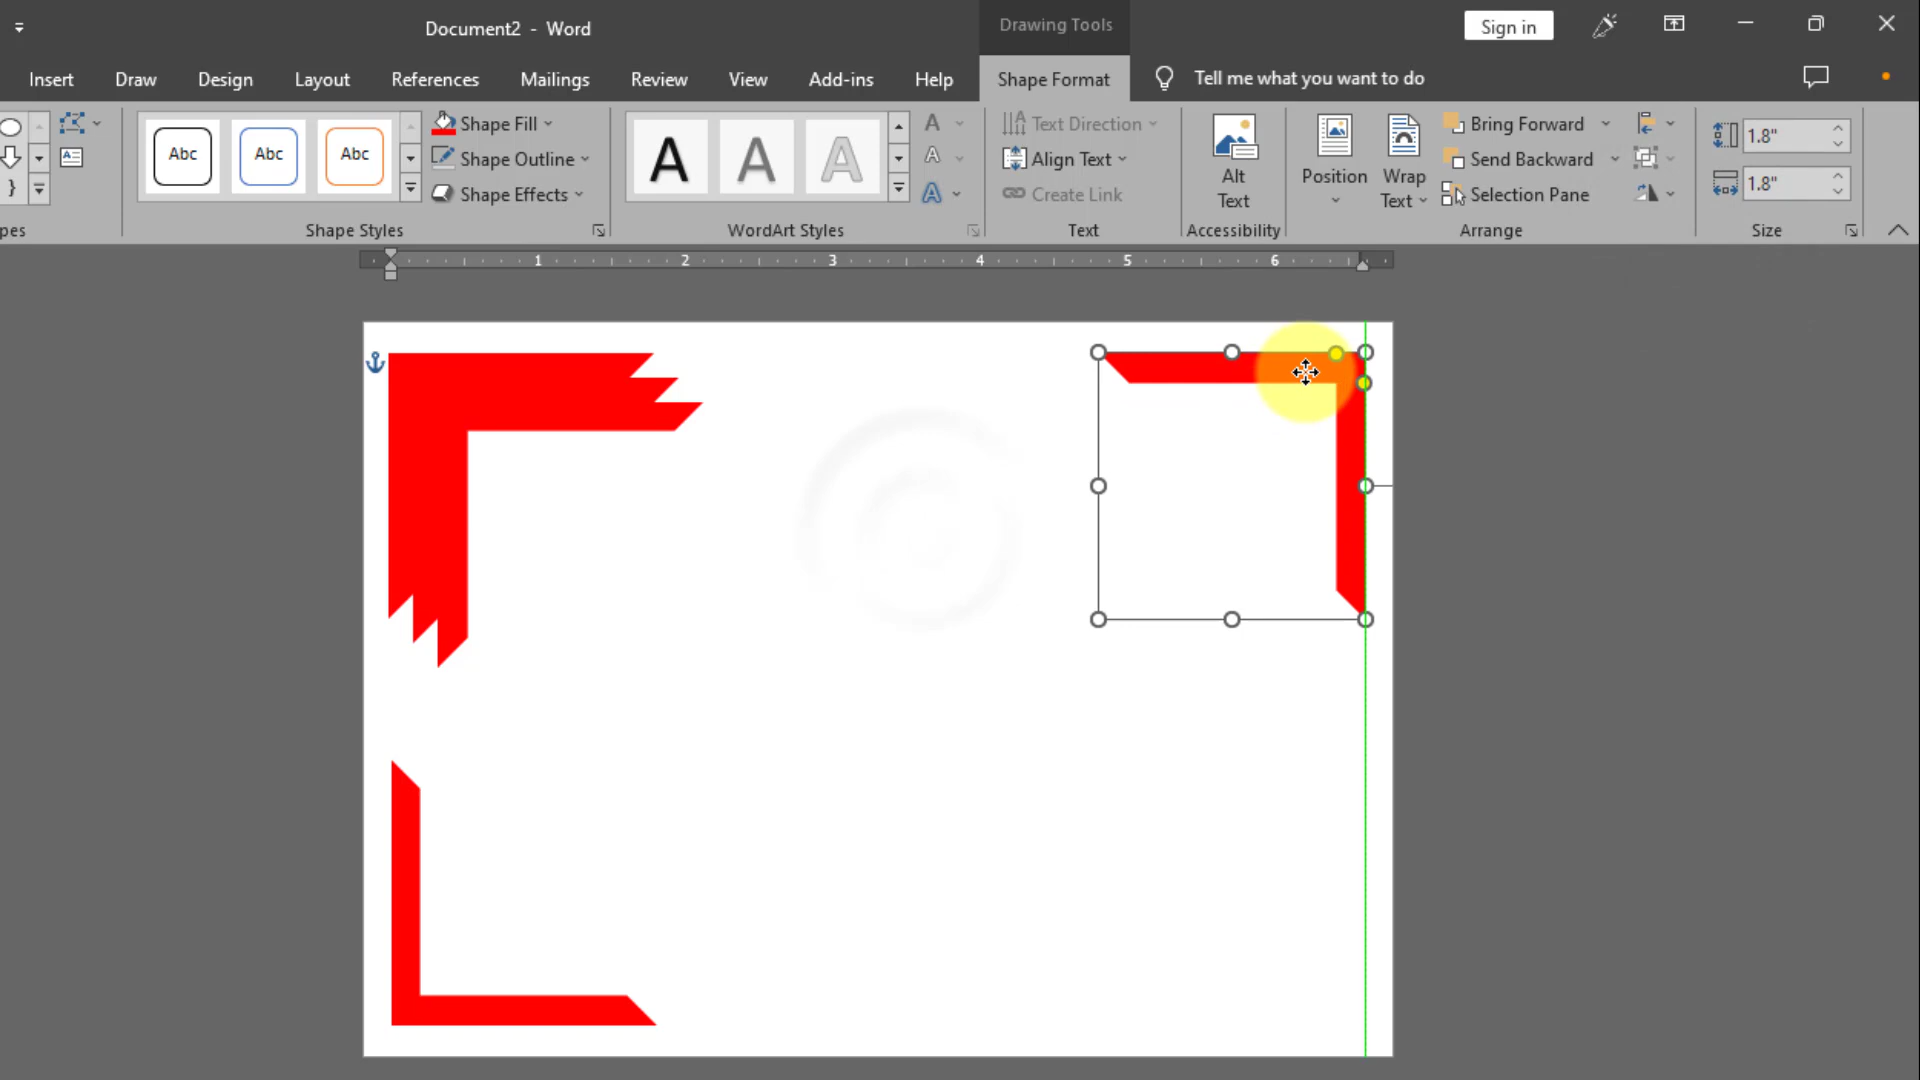 Document2 - Word
Drawing Tools
Sign in
Insert Draw Design Layout References Mailings Review View Add-ins Help Shape Format Tell me what you want to do
Abc Abc Abc
Shape Fill
Shape Outline
Shape Effects
A A A
Text Direction
Align Text
Create Link
Alt
Text
Position
Wrap
Text
Bring Forward
Send Backward
Selection Pane
1.8"
1.8"
pes Shape Styles WordArt Styles Text Accessibility Arrange Size
1 2 3 4 5 6